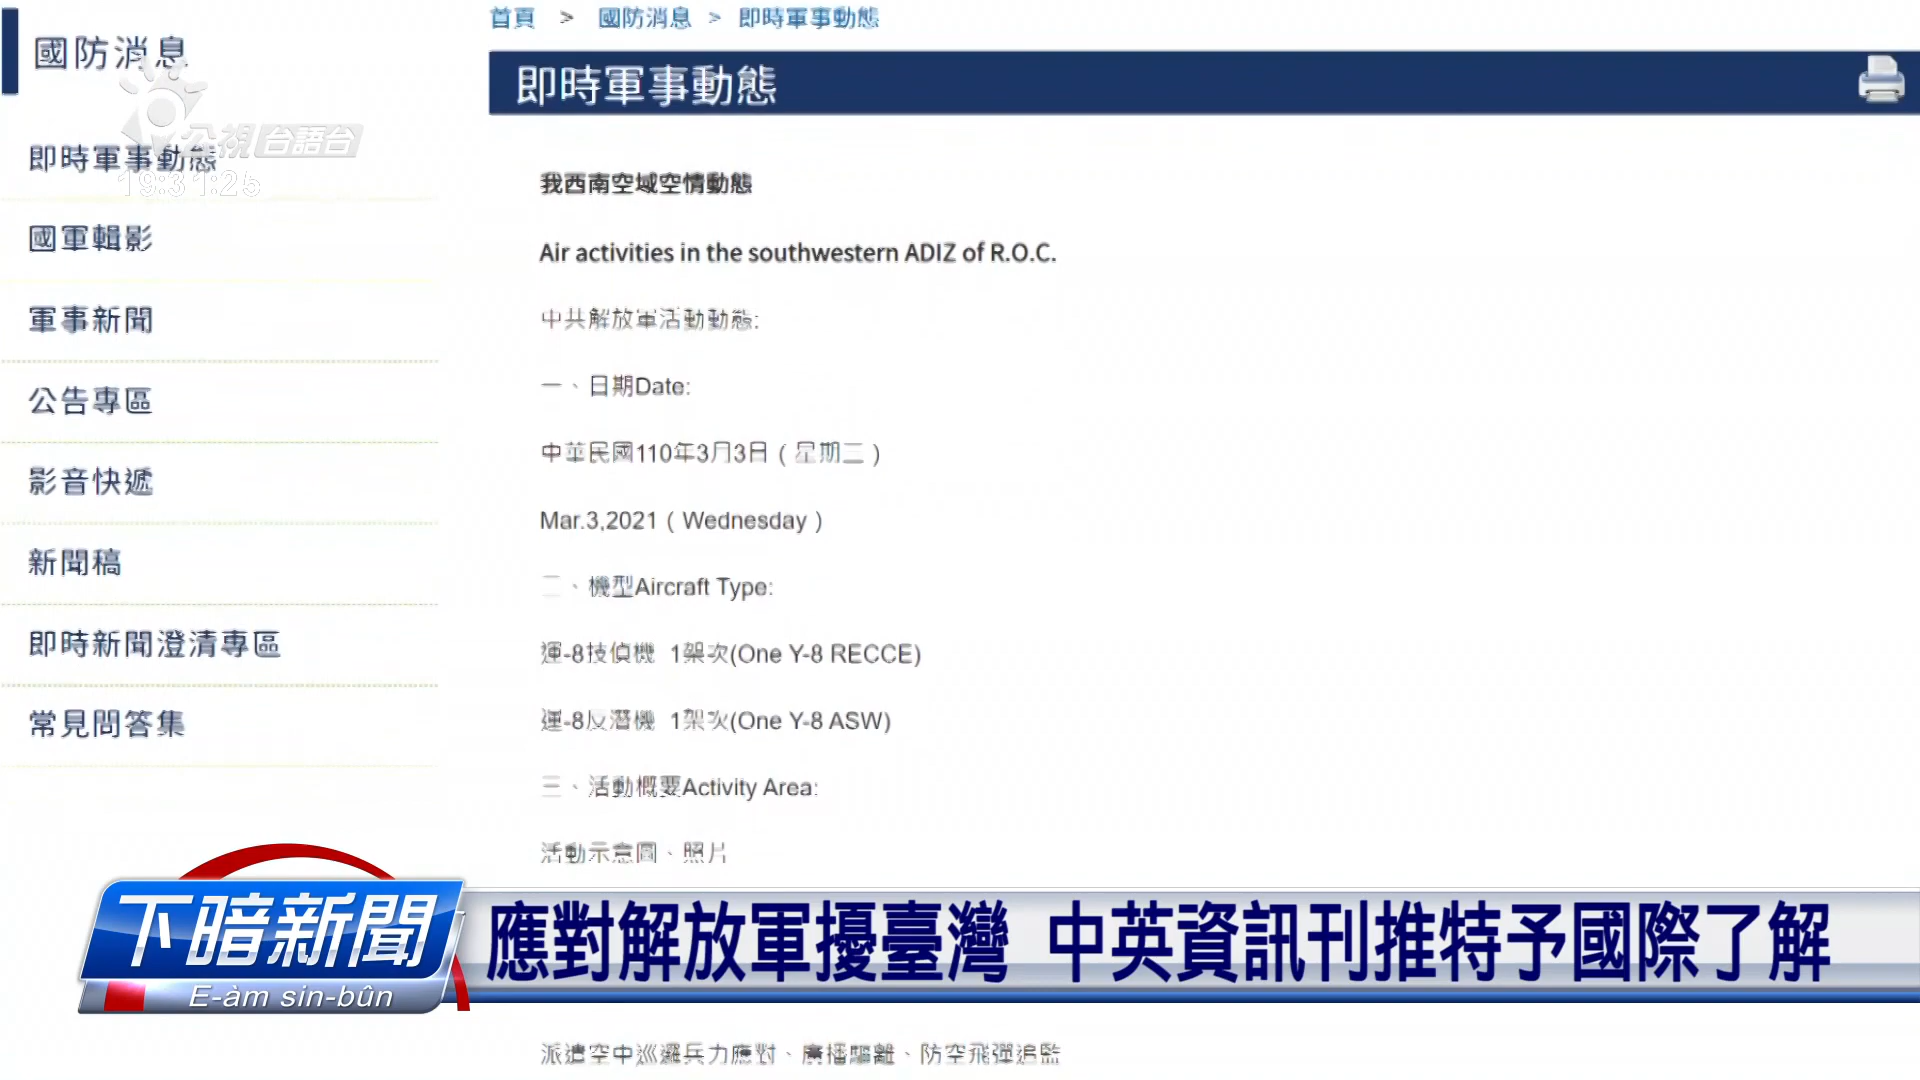 首頁 > 國防消息 > 即時軍事動態
國防消息
即時軍事動態
公視台語台
19:31:25
即時軍事動態
國軍輯影
軍事新聞
公告專區
影音快遞
新聞稿
即時新聞澄清專區
常見問答集
我西南空域空情動態
Air activities in the southwestern ADIZ of R.O.C.
中共解放軍活動動態:
一、日期Date:
中華民國110年3月3日（星期三）
Mar.3,2021（Wednesday）
二、機型Aircraft Type:
運-8技偵機 1架次(One Y-8 RECCE)
運-8反潛機 1架次(One Y-8 ASW)
三、活動概要Activity Area:
活動示意圖、照片
下暗新聞
E-àm sin-bûn
應對解放軍擾臺灣 中英資訊刊推特予國際了解
派遣空中巡邏兵力應對、廣播驅離、防空飛彈追監